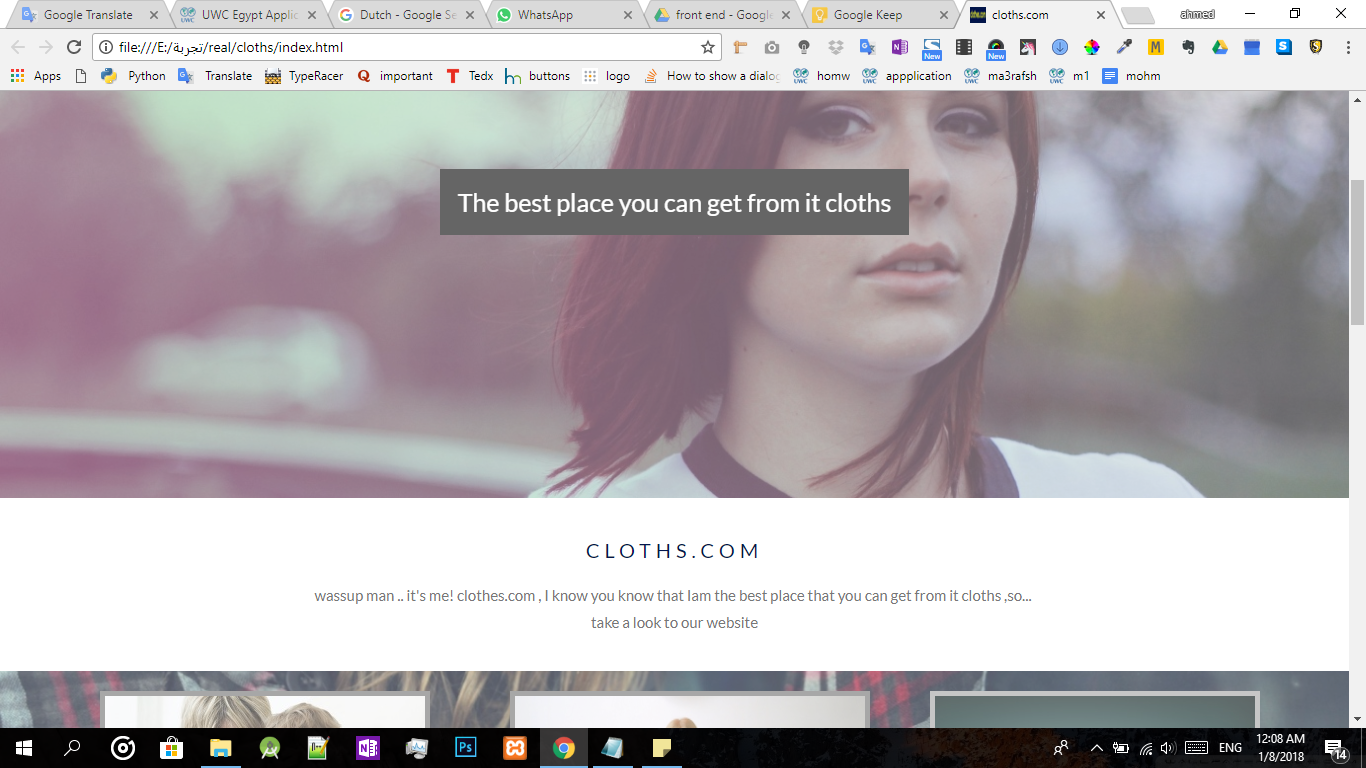 Google Translate
UWC Egypt Applic
Dutch - Google Se
WhatsApp
front end - Google
Google Keep
cloths.com
ahmed
file:///E:/تجربة/real/cloths/index.html
New
New
Apps
Python
Translate
TypeRacer
important
Tedx
buttons
logo
How to show a dialog
homw
appplication
ma3rafsh
m1
mohm
The best place you can get from it cloths
CLOTHS.COM
wassup man .. it's me! clothes.com , I know you know that Iam the best place that you can get from it cloths ,so...
take a look to our website
ENG
12:08 AM
1/8/2018
14